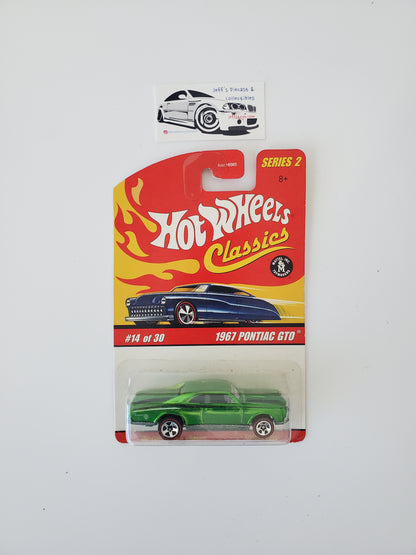 Jeff's Diecast &
Collectibles
SERIES 2
8+
HOT WHEELS
Classics
#14 of 30
1967 PONTIAC GTO